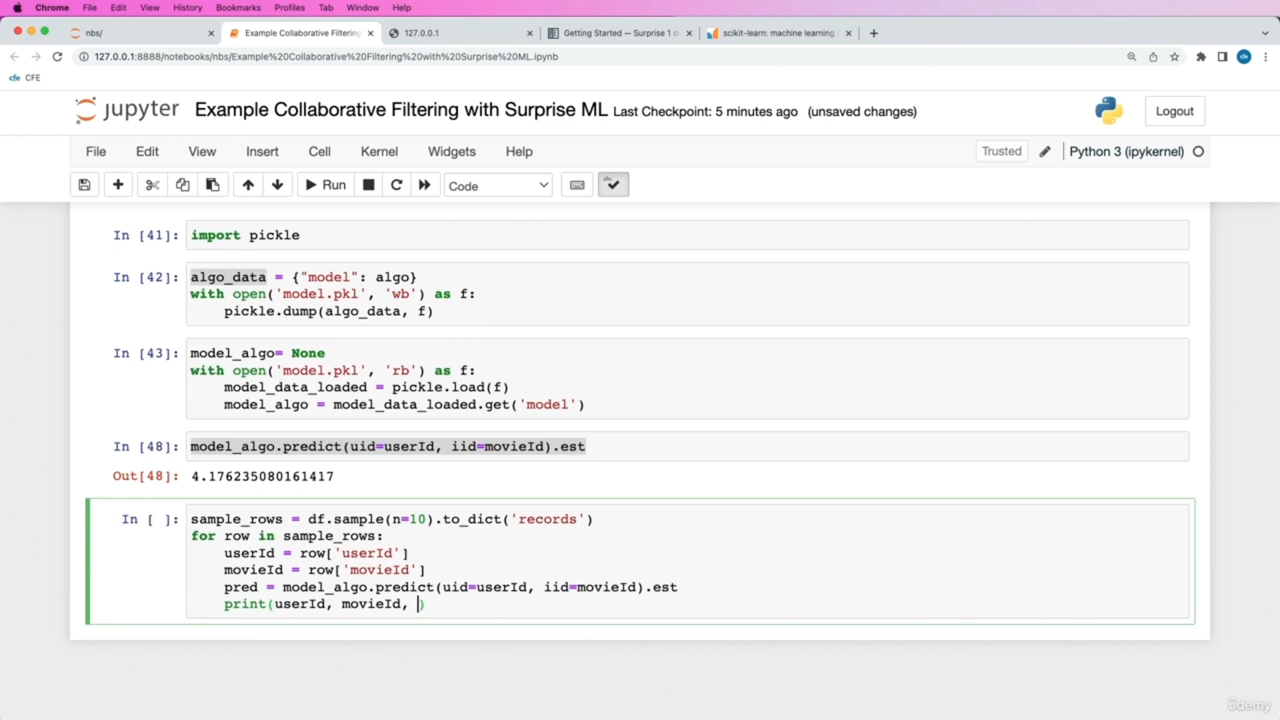 Chrome File Edit View History Bookmarks Profiles Tab Window Help
nbs/ Example Collaborative Filtering 127.0.0.1 Getting Started — Surprise 1 d scikit-learn: machine learning
127.0.0.1:8888/notebooks/nbs/Example%20Collaborative%20Filtering%20with%20Surprise%20ML.ipynb
cfe CFE
jupyter Example Collaborative Filtering with Surprise ML Last Checkpoint: 5 minutes ago (unsaved changes) Logout
File Edit View Insert Cell Kernel Widgets Help Trusted Python 3 (ipykernel)
Run Code
In [41]: import pickle
In [42]: algo_data = {"model": algo}
with open('model.pkl', 'wb') as f:
    pickle.dump(algo_data, f)
In [43]: model_algo= None
with open('model.pkl', 'rb') as f:
    model_data_loaded = pickle.load(f)
    model_algo = model_data_loaded.get('model')
In [48]: model_algo.predict(uid=userId, iid=movieId).est
Out[48]: 4.176235080161417
In [ ]: sample_rows = df.sample(n=10).to_dict('records')
for row in sample_rows:
    userId = row['userId']
    movieId = row['movieId']
    pred = model_algo.predict(uid=userId, iid=movieId).est
    print(userId, movieId, )
ûdemy